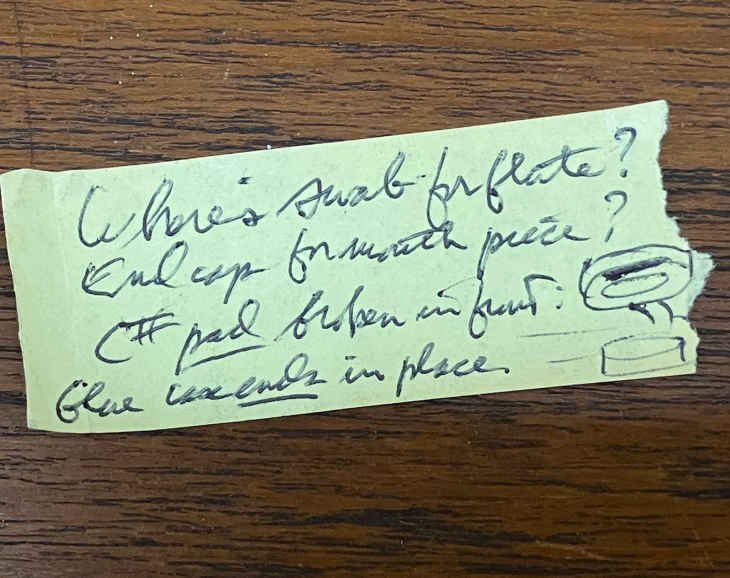 Where's swab for flute?
End cap for mouth piece?
C# pad broken in front:
Glue case ends in place.